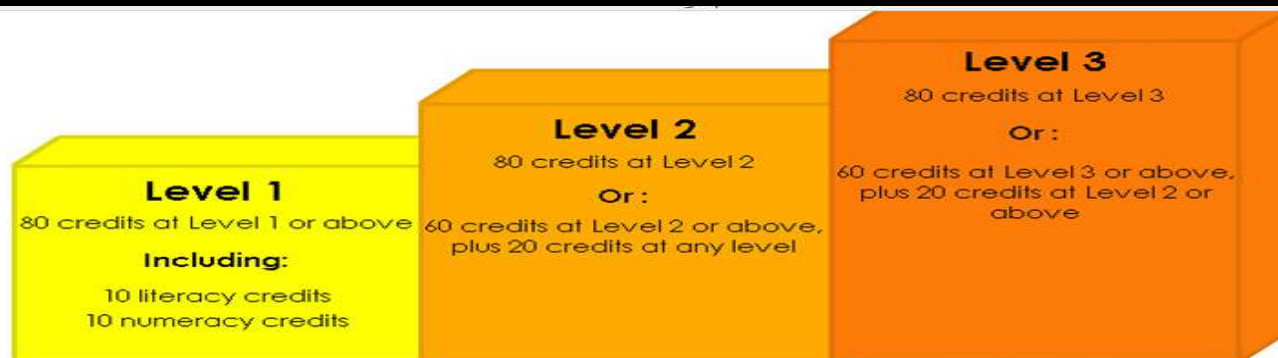 Level 1
80 credits at Level 1 or above
Including:
10 literacy credits
10 numeracy credits
Level 2
80 credits at Level 2
Or :
60 credits at Level 2 or above,
plus 20 credits at any level
Level 3
80 credits at Level 3
Or :
60 credits at Level 3 or above,
plus 20 credits at Level 2 or
above